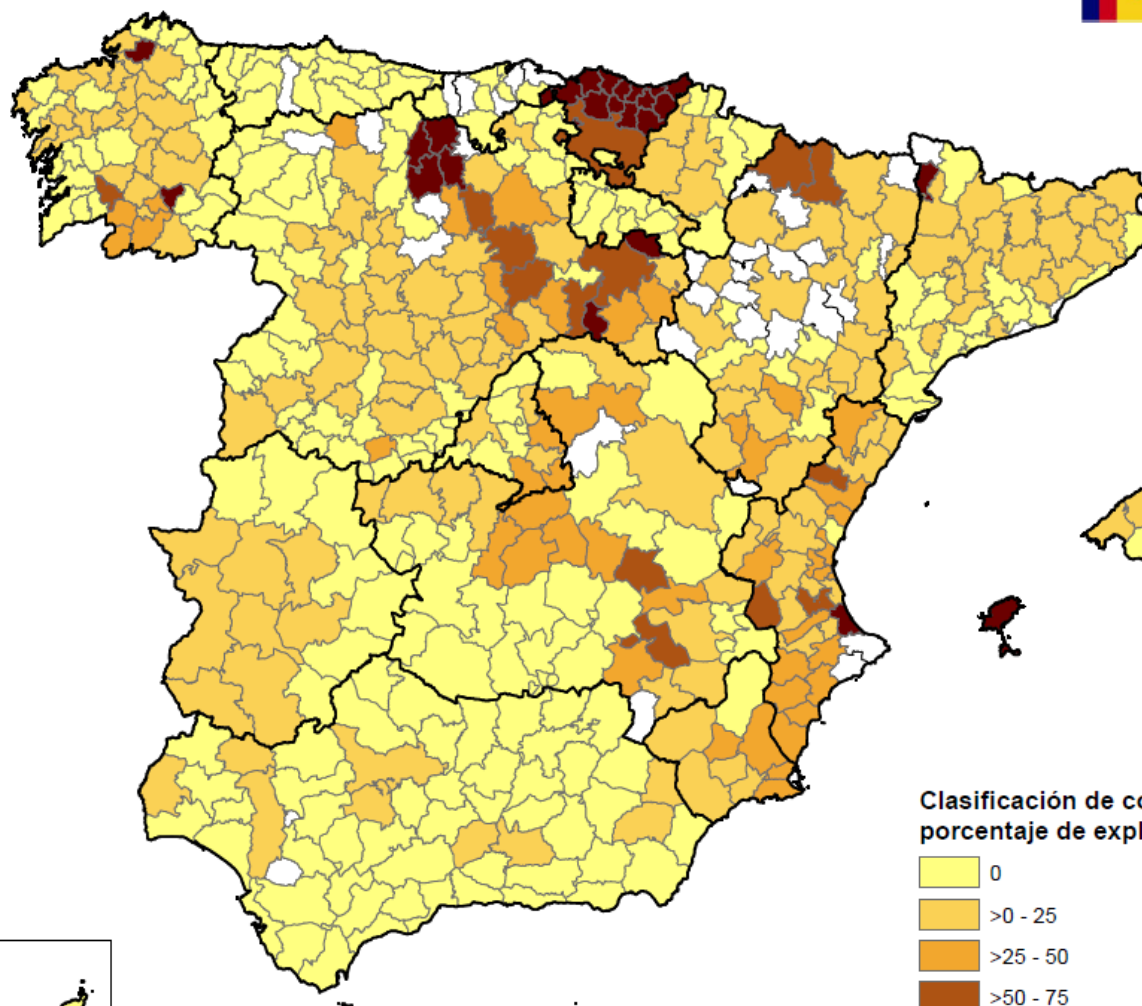 Clasificación de co
porcentaje de expl
0
>0 - 25
>25 - 50
>50 - 75